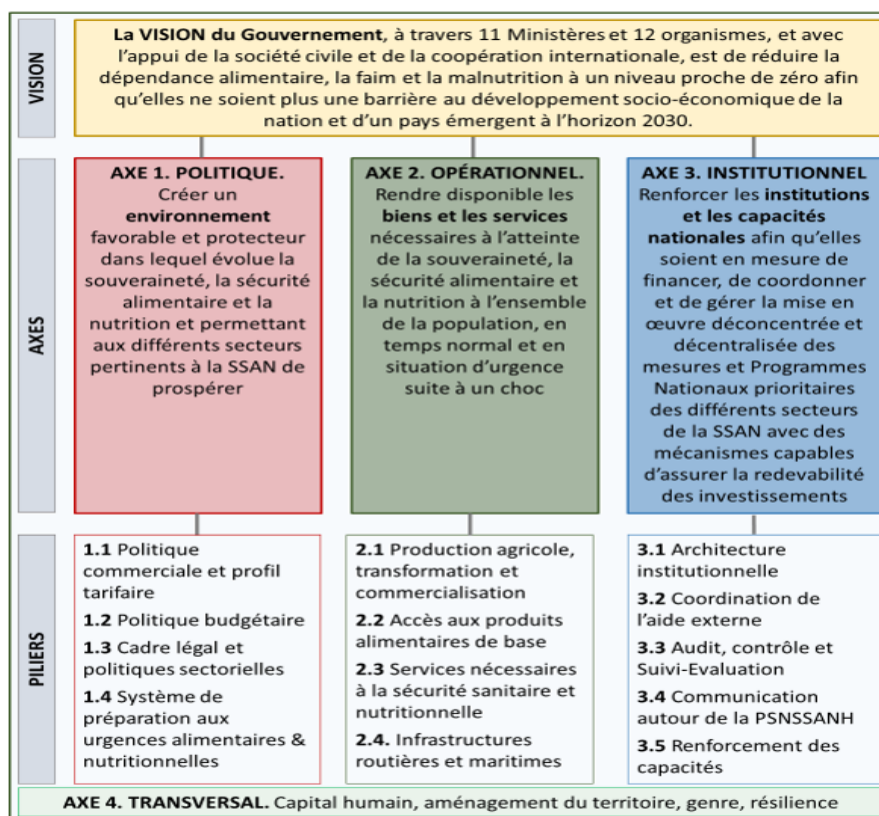 VISION
La VISION du Gouvernement, à travers 11 Ministères et 12 organismes, et avec
l'appui de la société civile et de la coopération internationale, est de réduire la
dépendance alimentaire, la faim et la malnutrition à un niveau proche de zéro afin
qu'elles ne soient plus une barrière au développement socio-économique de la
nation et d'un pays émergent à l'horizon 2030.
AXES
AXE 1. POLITIQUE.
Créer un
environnement
favorable et protecteur
dans lequel évolue la
souveraineté, la sécurité
alimentaire et la
nutrition et permettant
aux différents secteurs
pertinents à la SSAN de
prospérer
AXE 2. OPÉRATIONNEL.
Rendre disponible les
biens et les services
nécessaires à l'atteinte
de la souveraineté, la
sécurité alimentaire et
la nutrition à l'ensemble
de la population, en
temps normal et en
situation d'urgence
suite à un choc
AXE 3. INSTITUTIONNEL
Renforcer les institutions
et les capacités
nationales afin qu'elles
soient en mesure de
financer, de coordonner
et de gérer la mise en
œuvre déconcentrée et
décentralisée des
mesures et Programmes
Nationaux prioritaires
des différents secteurs
de la SSAN avec des
mécanismes capables
d'assurer la redevabilité
des investissements
PILIERS
1.1 Politique
commerciale et profil
tarifaire
1.2 Politique budgétaire
1.3 Cadre légal et
politiques sectorielles
1.4 Système de
préparation aux
urgences alimentaires &
nutritionnelles
2.1 Production agricole,
transformation et
commercialisation
2.2 Accès aux produits
alimentaires de base
2.3 Services nécessaires
à la sécurité sanitaire et
nutritionnelle
2.4. Infrastructures
routières et maritimes
3.1 Architecture
institutionnelle
3.2 Coordination de
l'aide externe
3.3 Audit, contrôle et
Suivi-Evaluation
3.4 Communication
autour de la PSNSSANH
3.5 Renforcement des
capacités
AXE 4. TRANSVERSAL. Capital humain, aménagement du territoire, genre, résilience